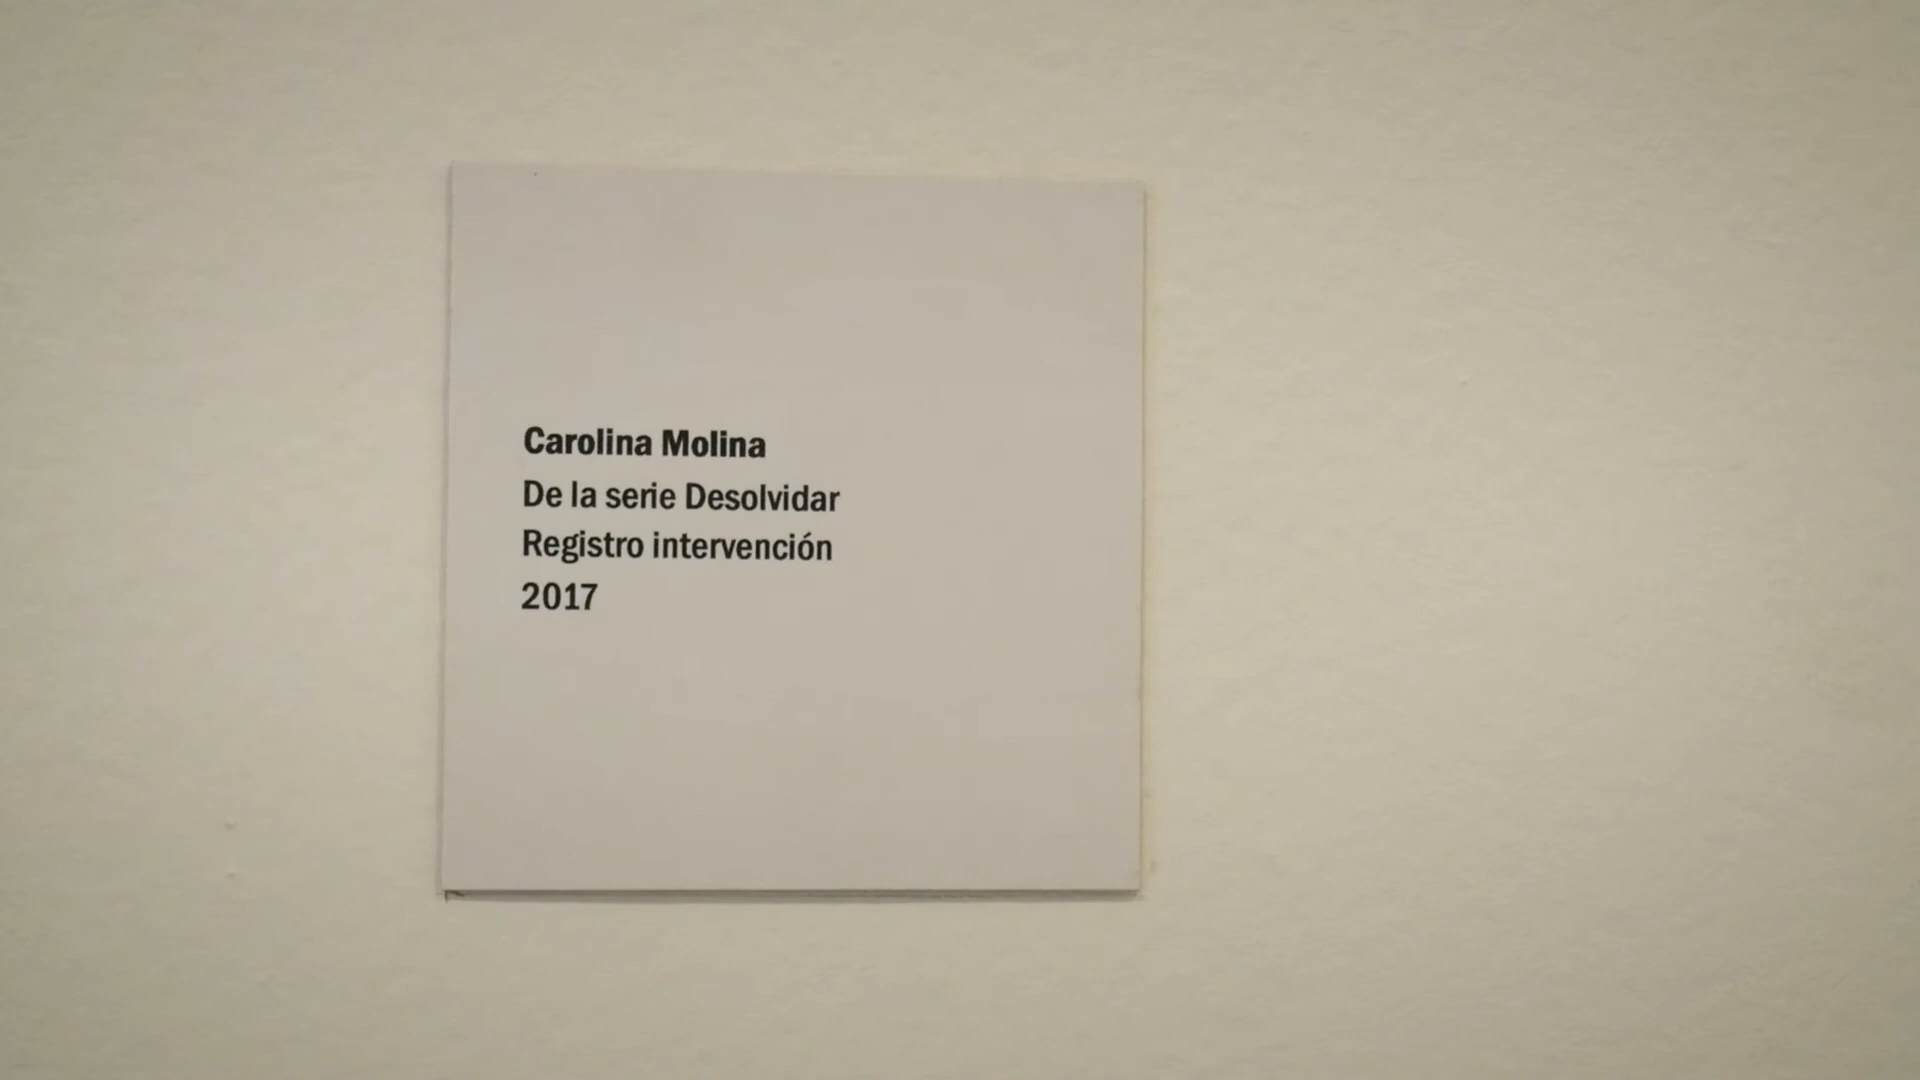 Carolina Molina
De la serie Desolvidar
Registro intervención
2017